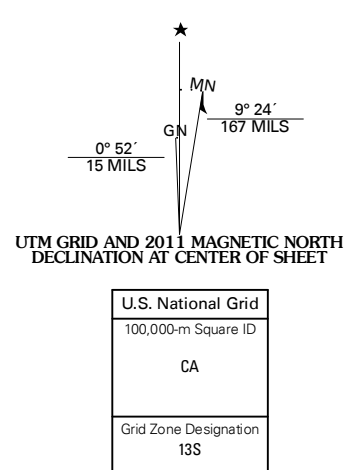 ★
MN
GN
9° 24´
167 MILS
0° 52´
15 MILS
UTM GRID AND 2011 MAGNETIC NORTH
DECLINATION AT CENTER OF SHEET
U.S. National Grid
100,000-m Square ID
CA
Grid Zone Designation
13S